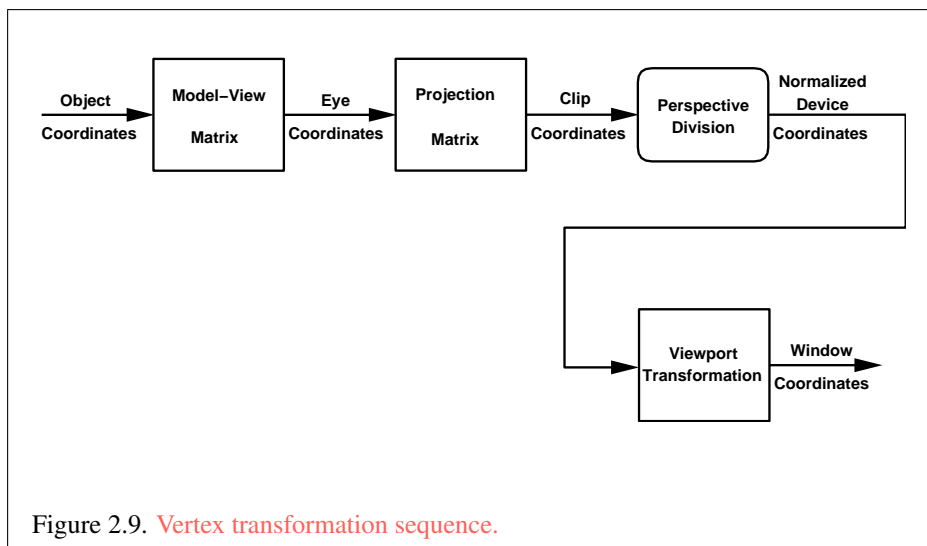 Object
Coordinates
Model−View
Matrix
Eye
Coordinates
Projection
Matrix
Clip
Coordinates
Perspective
Division
Normalized
Device
Coordinates
Viewport
Transformation
Window
Coordinates
Figure 2.9. Vertex transformation sequence.